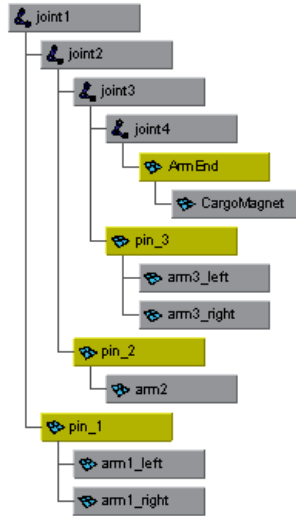 joint1
joint2
joint3
joint4
ArmEnd
CargoMagnet
pin_3
arm3_left
arm3_right
pin_2
arm2
pin_1
arm1_left
arm1_right